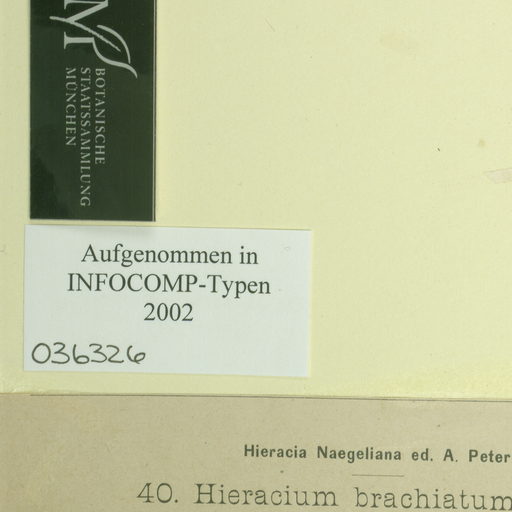 M
BOTANISCHE
STAATSSAMMLUNG
MÜNCHEN
Aufgenommen in
INFOCOMP-Typen
2002
036326
Hieracia Naegeliana ed. A. Peter
40. Hieracium brachiatum